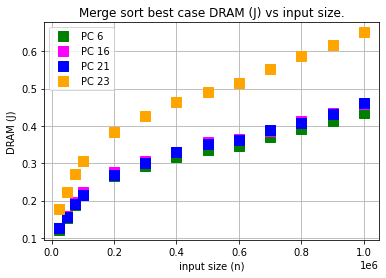 Merge sort best case DRAM (J) vs input size.
PC 6
PC 16
PC 21
PC 23
DRAM (J)
0.6
0.5
0.4
0.3
0.2
0.1
0.0
0.2
0.4
0.6
0.8
1.0
1e6
input size (n)